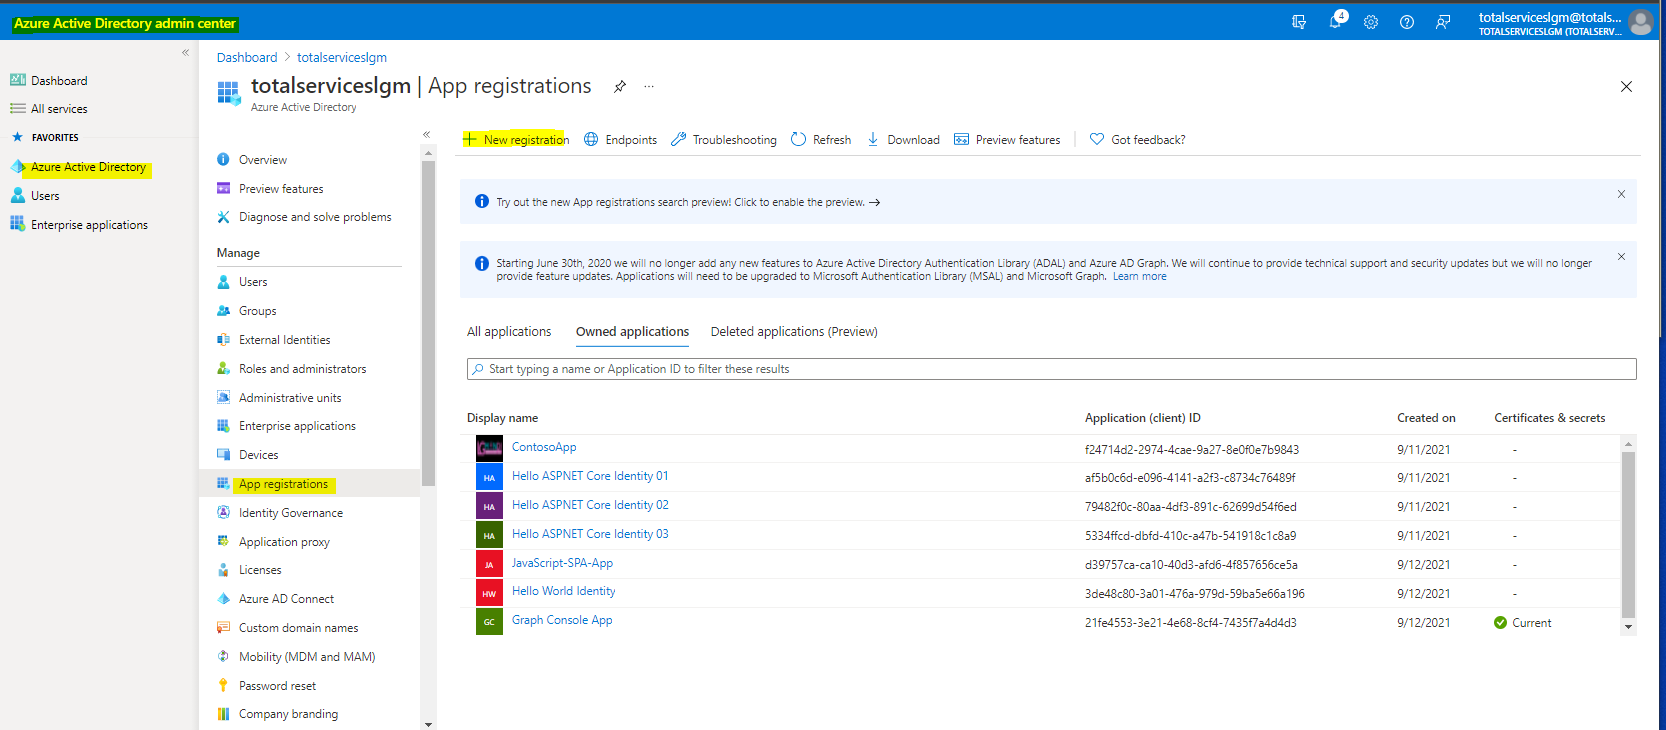 Azure Active Directory admin center
4
totalserviceslgm@totals...
TOTALSERVICESLGM (TOTALSERV...
Dashboard
All services
FAVORITES
Azure Active Directory
Users
Enterprise applications
Dashboard > totalserviceslgm
totalserviceslgm | App registrations
Azure Active Directory
Overview
Preview features
Diagnose and solve problems
Manage
Users
Groups
External Identities
Roles and administrators
Administrative units
Enterprise applications
Devices
App registrations
Identity Governance
Application proxy
Licenses
Azure AD Connect
Custom domain names
Mobility (MDM and MAM)
Password reset
Company branding
New registration Endpoints Troubleshooting Refresh Download Preview features Got feedback?
Try out the new App registrations search preview! Click to enable the preview. →
Starting June 30th, 2020 we will no longer add any new features to Azure Active Directory Authentication Library (ADAL) and Azure AD Graph. We will continue to provide technical support and security updates but we will no longer
provide feature updates. Applications will need to be upgraded to Microsoft Authentication Library (MSAL) and Microsoft Graph. Learn more
All applications Owned applications Deleted applications (Preview)
Start typing a name or Application ID to filter these results
Display name Application (client) ID Created on Certificates & secrets
ContosoApp f24714d2-2974-4cae-9a27-8e0f0e7b9843 9/11/2021 -
HA Hello ASPNET Core Identity 01 af5b0c6d-e096-4141-a2f3-c8734c76489f 9/11/2021 -
HA Hello ASPNET Core Identity 02 79482f0c-80aa-4df3-891c-62699d54f6ed 9/11/2021 -
HA Hello ASPNET Core Identity 03 5334ffcd-dbfd-410c-a47b-541918c1c8a9 9/11/2021 -
JA JavaScript-SPA-App d39757ca-ca10-40d3-afd6-4f857656ce5a 9/12/2021 -
HW Hello World Identity 3de48c80-3a01-476a-979d-59ba5e66a196 9/12/2021 -
GC Graph Console App 21fe4553-3e21-4e68-8cf4-7435f7a4d4d3 9/12/2021 Current